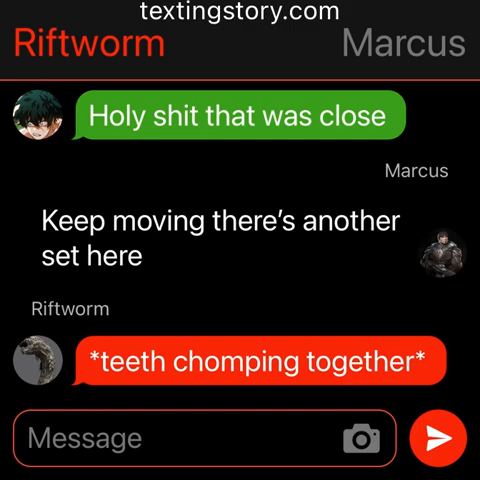 textingstory.com
Riftworm Marcus
Holy shit that was close
Marcus
Keep moving there’s another
set here
Riftworm
*teeth chomping together*
Message